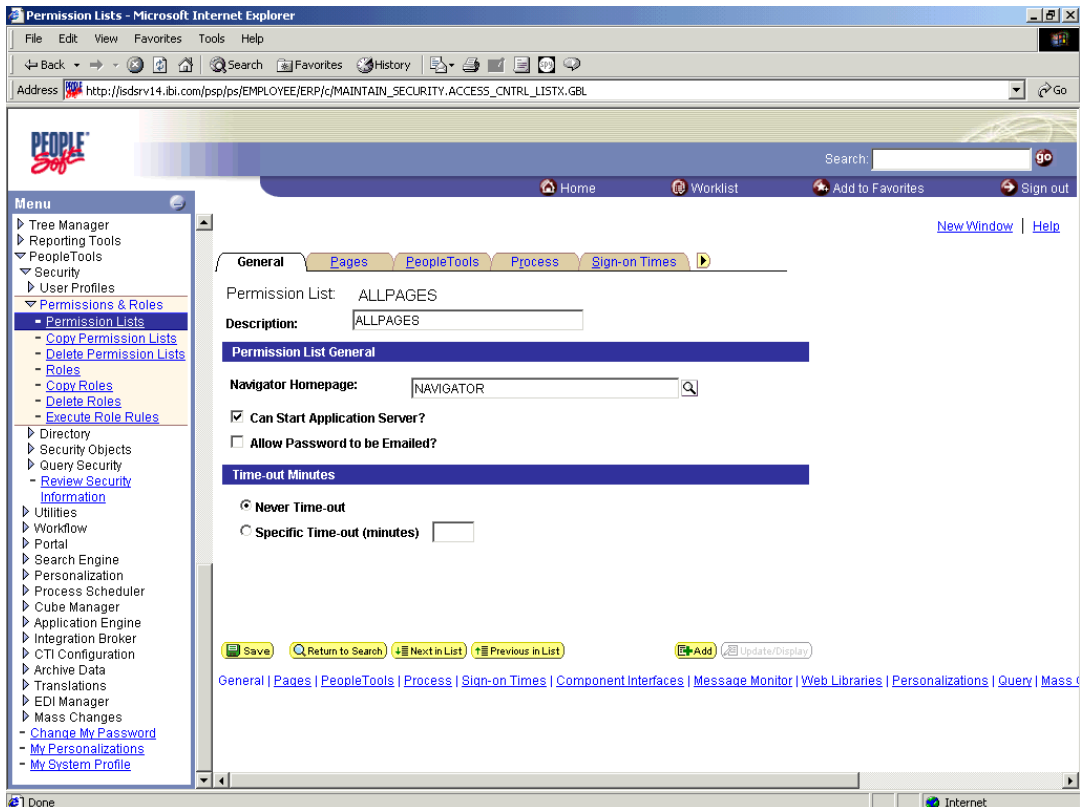 Permission Lists - Microsoft Internet Explorer
File Edit View Favorites Tools Help
Back Search Favorites History
Address http://isdsrv14.ibi.com/psp/ps/EMPLOYEE/ERP/c/MAINTAIN_SECURITY.ACCESS_CNTRL_LISTX.GBL Go
PEOPLE
Soft
Search: go
Home Worklist Add to Favorites Sign out
Menu
Tree Manager
Reporting Tools
PeopleTools
Security
User Profiles
Permissions & Roles
Permission Lists
Copy Permission Lists
Delete Permission Lists
Roles
Copy Roles
Delete Roles
Execute Role Rules
Directory
Security Objects
Query Security
Review Security
Information
Utilities
Workflow
Portal
Search Engine
Personalization
Process Scheduler
Cube Manager
Application Engine
Integration Broker
CTI Configuration
Archive Data
Translations
EDI Manager
Mass Changes
Change My Password
My Personalizations
My System Profile
New Window | Help
General Pages PeopleTools Process Sign-on Times
Permission List: ALLPAGES
Description: ALLPAGES
Permission List General
Navigator Homepage: NAVIGATOR
Can Start Application Server?
Allow Password to be Emailed?
Time-out Minutes
Never Time-out
Specific Time-out (minutes)
Save Return to Search Next in List Previous in List Add Update/Display
General | Pages | PeopleTools | Process | Sign-on Times | Component Interfaces | Message Monitor | Web Libraries | Personalizations | Query | Mass
Done Internet